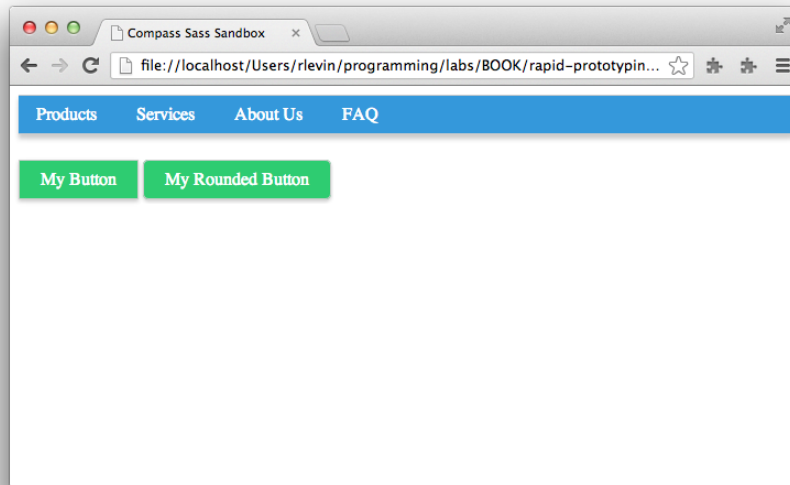 Compass Sass Sandbox
file://localhost/Users/rlevin/programming/labs/BOOK/rapid-prototypin...
Products Services About Us FAQ
My Button My Rounded Button